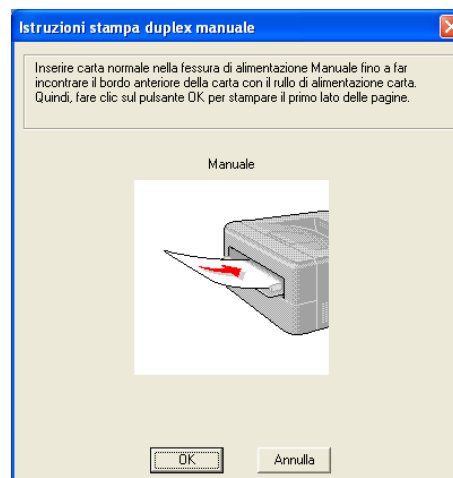 Istruzioni stampa duplex manuale
Inserire carta normale nella fessura di alimentazione Manuale fino a far
incontrare il bordo anteriore della carta con il rullo di alimentazione carta.
Quindi, fare clic sul pulsante OK per stampare il primo lato delle pagine.
Manuale
OK
Annulla